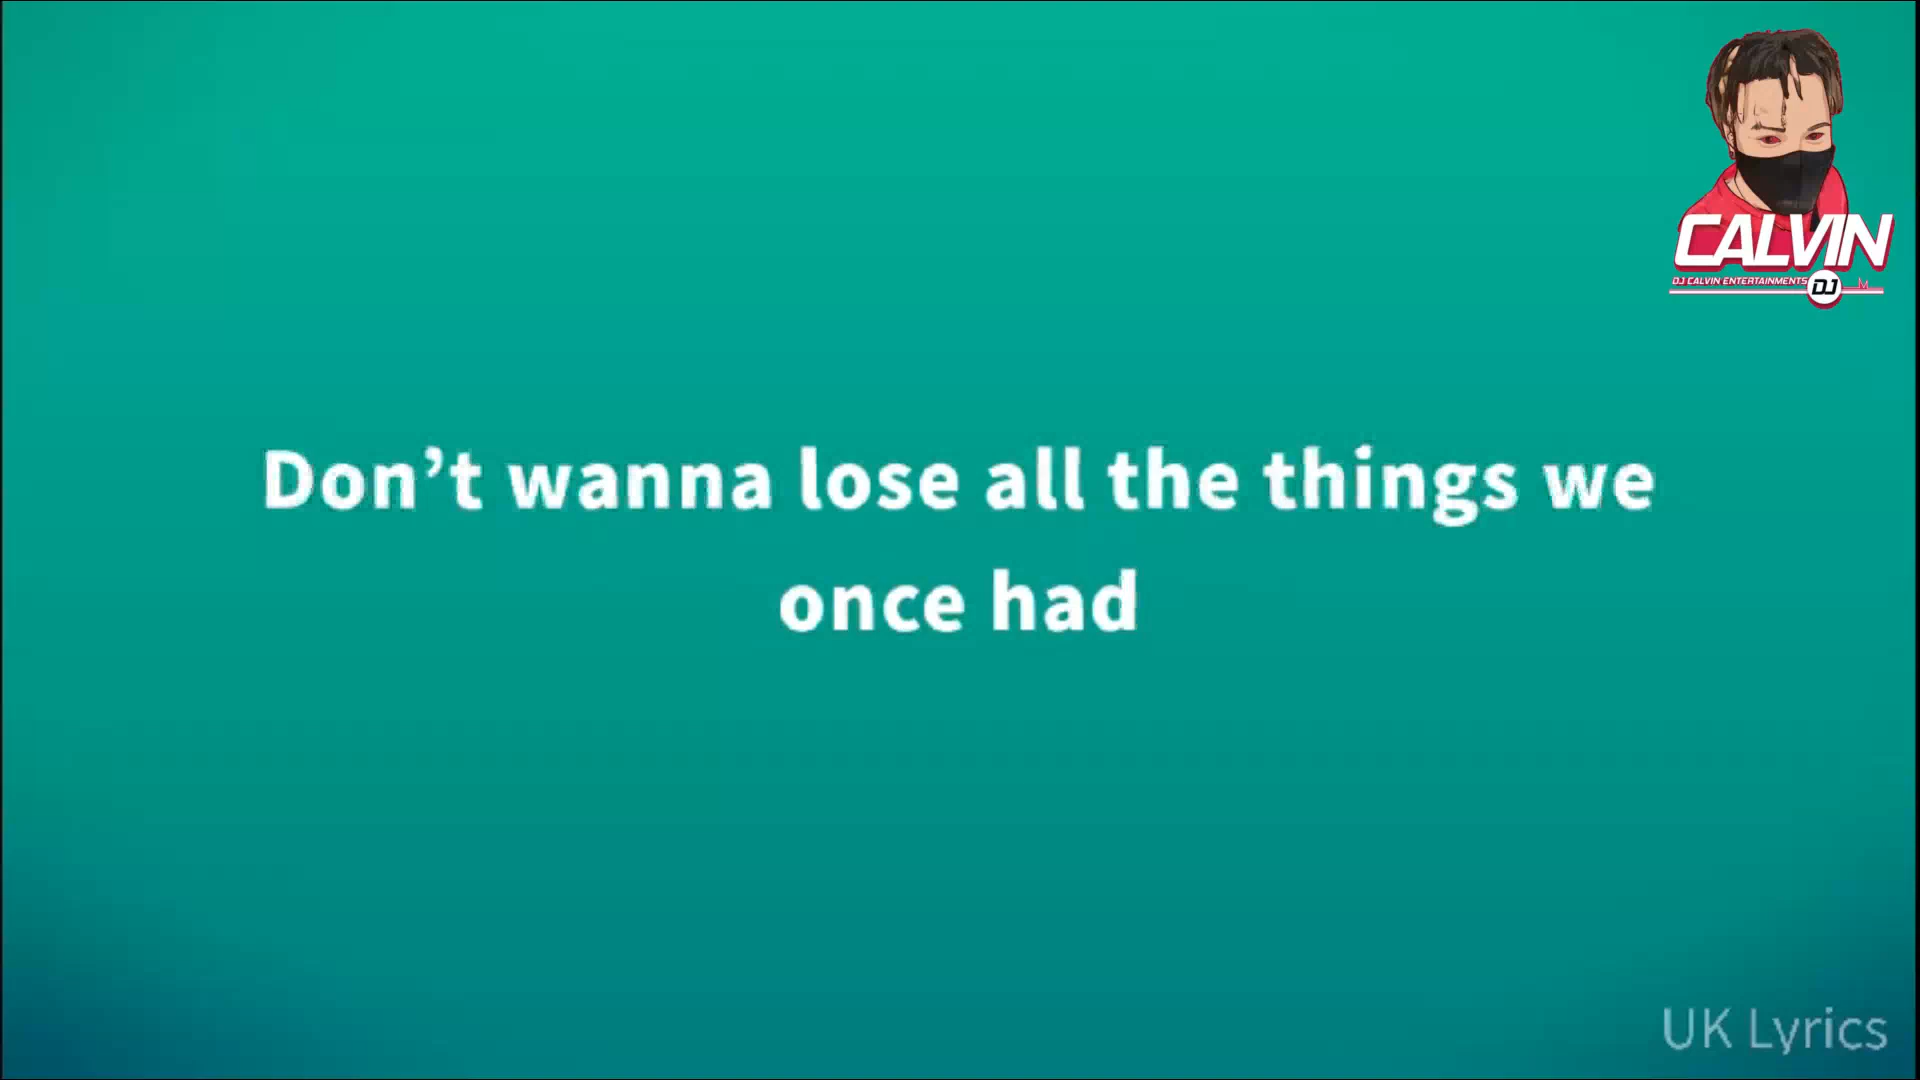 CALVIN
DJ CALVIN ENTERTAINMENTS
DJ
M
Don’t wanna lose all the things we
once had
UK Lyrics